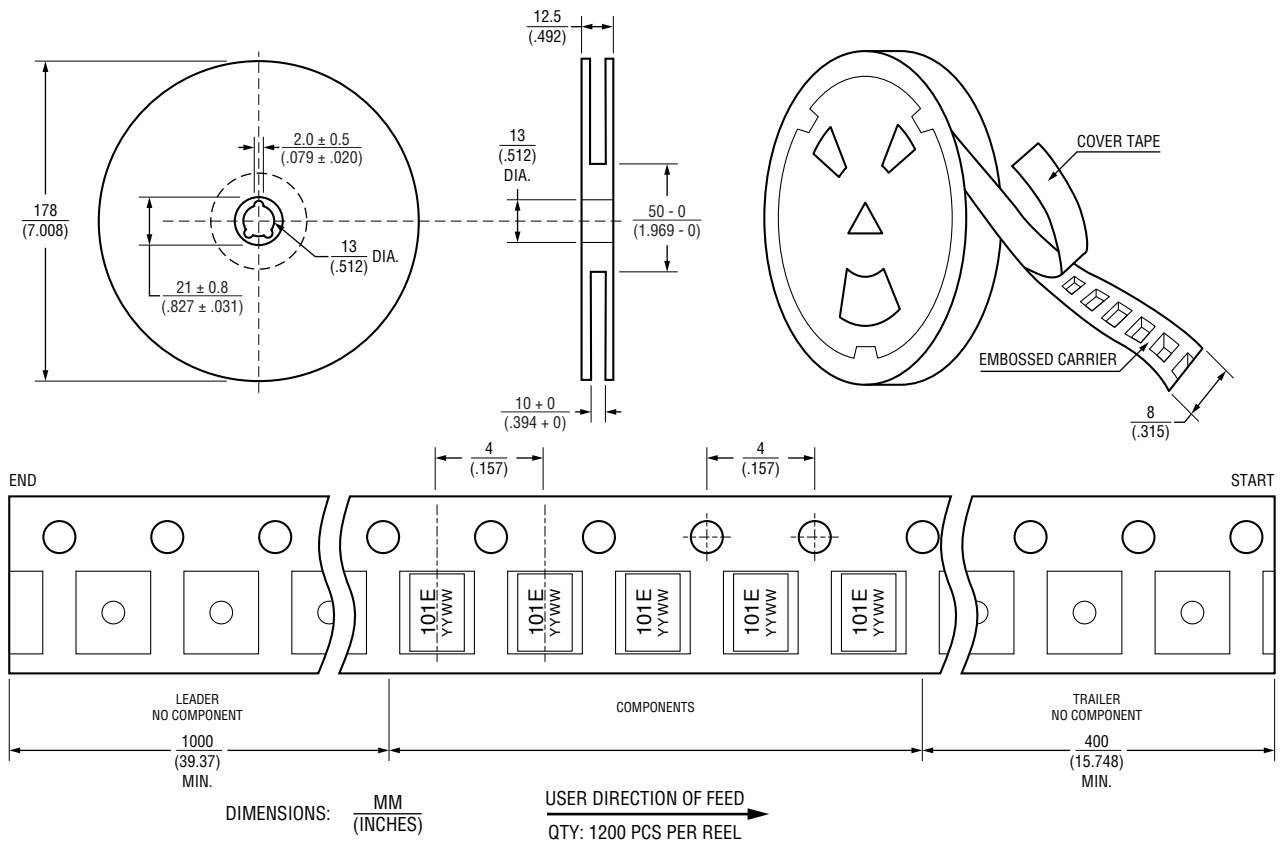 12.5
(.492)
2.0 ± 0.5
(.079 ± .020)
13
(.512)
DIA.
COVER TAPE
178
(7.008)
50 - 0
(1.969 - 0)
13
(.512)
DIA.
21 ± 0.8
(.827 ± .031)
EMBOSSED CARRIER
10 + 0
(.394 + 0)
8
(.315)
4
(.157)
4
(.157)
END
START
101E
YYWW
101E
YYWW
101E
YYWW
101E
YYWW
101E
YYWW
LEADER
NO COMPONENT
COMPONENTS
TRAILER
NO COMPONENT
1000
(39.37)
MIN.
400
(15.748)
MIN.
DIMENSIONS:
MM
(INCHES)
USER DIRECTION OF FEED
QTY: 1200 PCS PER REEL